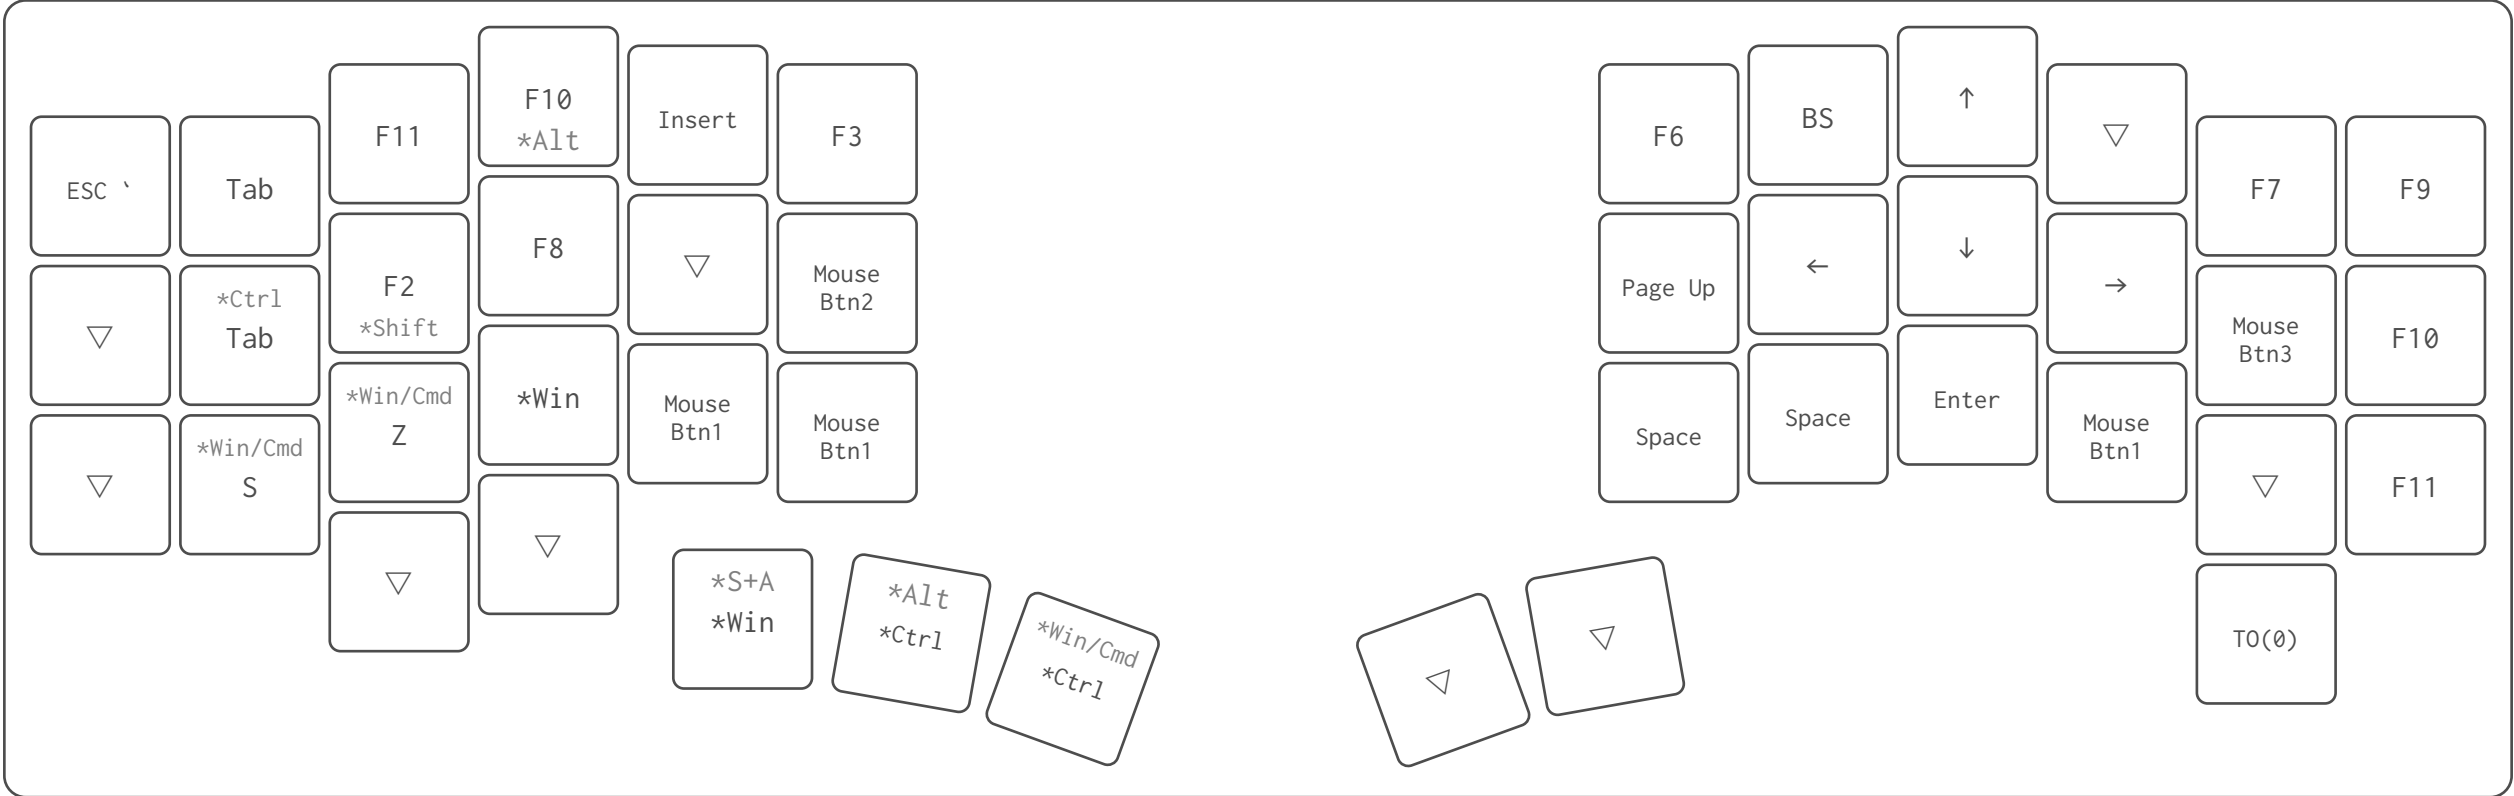 ESC `
Tab
F11
F10
*Alt
Insert
F3
F6
BS
↑
▽
F7
F9
▽
*Ctrl
Tab
F2
*Shift
F8
▽
Mouse
Btn2
Page Up
←
↓
→
Mouse
Btn3
F10
▽
*Win/Cmd
S
*Win/Cmd
Z
*Win
Mouse
Btn1
Mouse
Btn1
Space
Space
Enter
Mouse
Btn1
▽
F11
▽
▽
*S+A
*Win
*Alt
*Ctrl
*Win/Cmd
*Ctrl
▽
▽
TO(0)